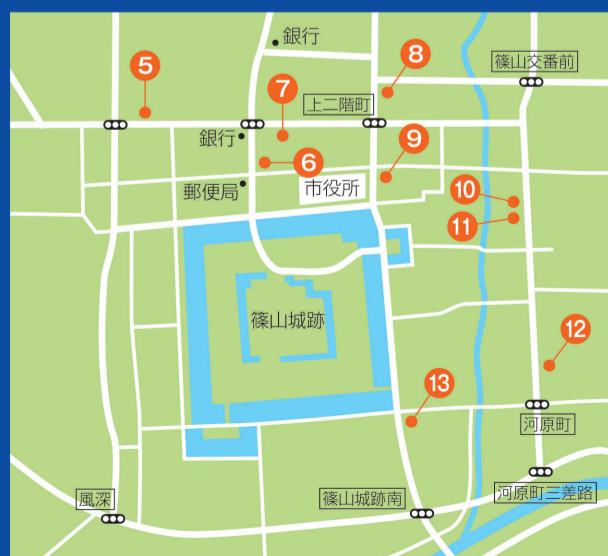 銀行
篠山交番前
5
8
7
上二階町
銀行
6
9
郵便局
市役所
10
11
篠山城跡
12
13
河原町
風深
篠山城跡南
河原町三差路